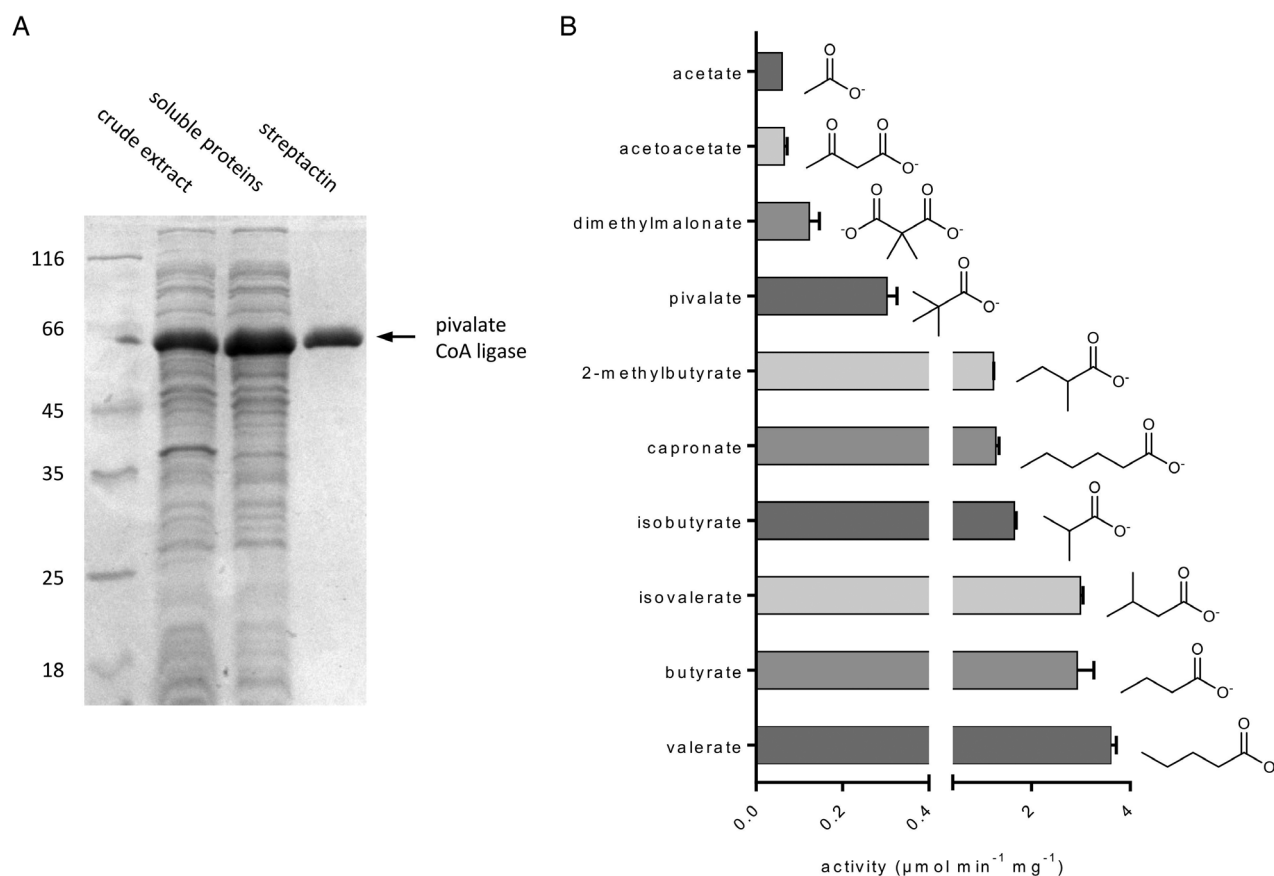 A
crude extract
soluble proteins
streptactin
116
66
45
35
25
18
pivalate
CoA ligase
B
acetate
O
O-
acetoacetate
O
O
O-
dimethylmalonate
O
O
-O
O-
pivalate
O
O-
2-methylbutyrate
O
O-
capronate
O
O-
isobutyrate
O
O-
isovalerate
O
O-
butyrate
O
O-
valerate
O
O
0.0
0.2
0.4
2
4
activity (µmol min⁻¹ mg⁻¹)